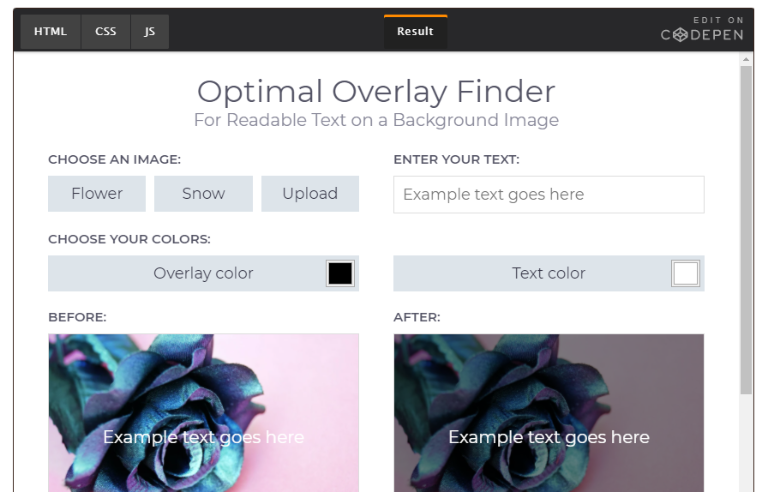 HTML CSS JS Result EDIT ON
CODEPEN
Optimal Overlay Finder
For Readable Text on a Background Image
CHOOSE AN IMAGE: ENTER YOUR TEXT:
Flower Snow Upload Example text goes here
CHOOSE YOUR COLORS:
Overlay color Text color
BEFORE: AFTER:
Example text goes here Example text goes here